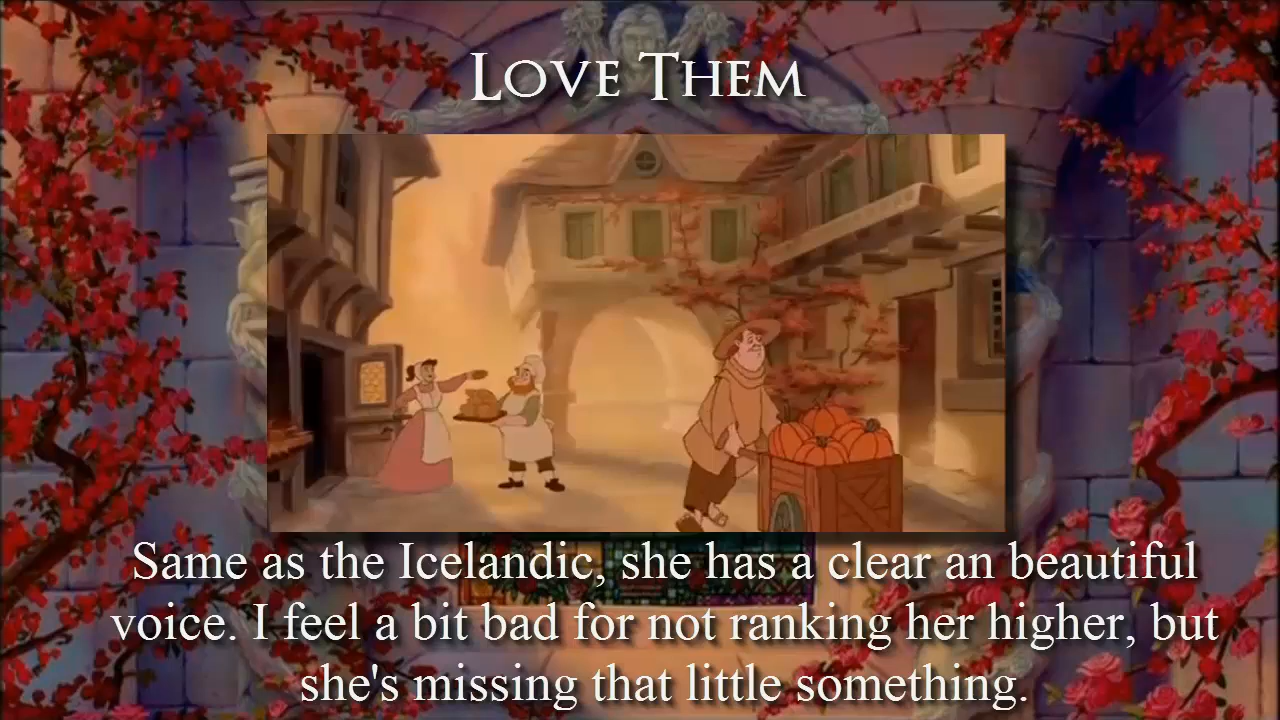 LOVE THEM
Same as the Icelandic, she has a clear an beautiful
voice. I feel a bit bad for not ranking her higher, but
she's missing that little something.